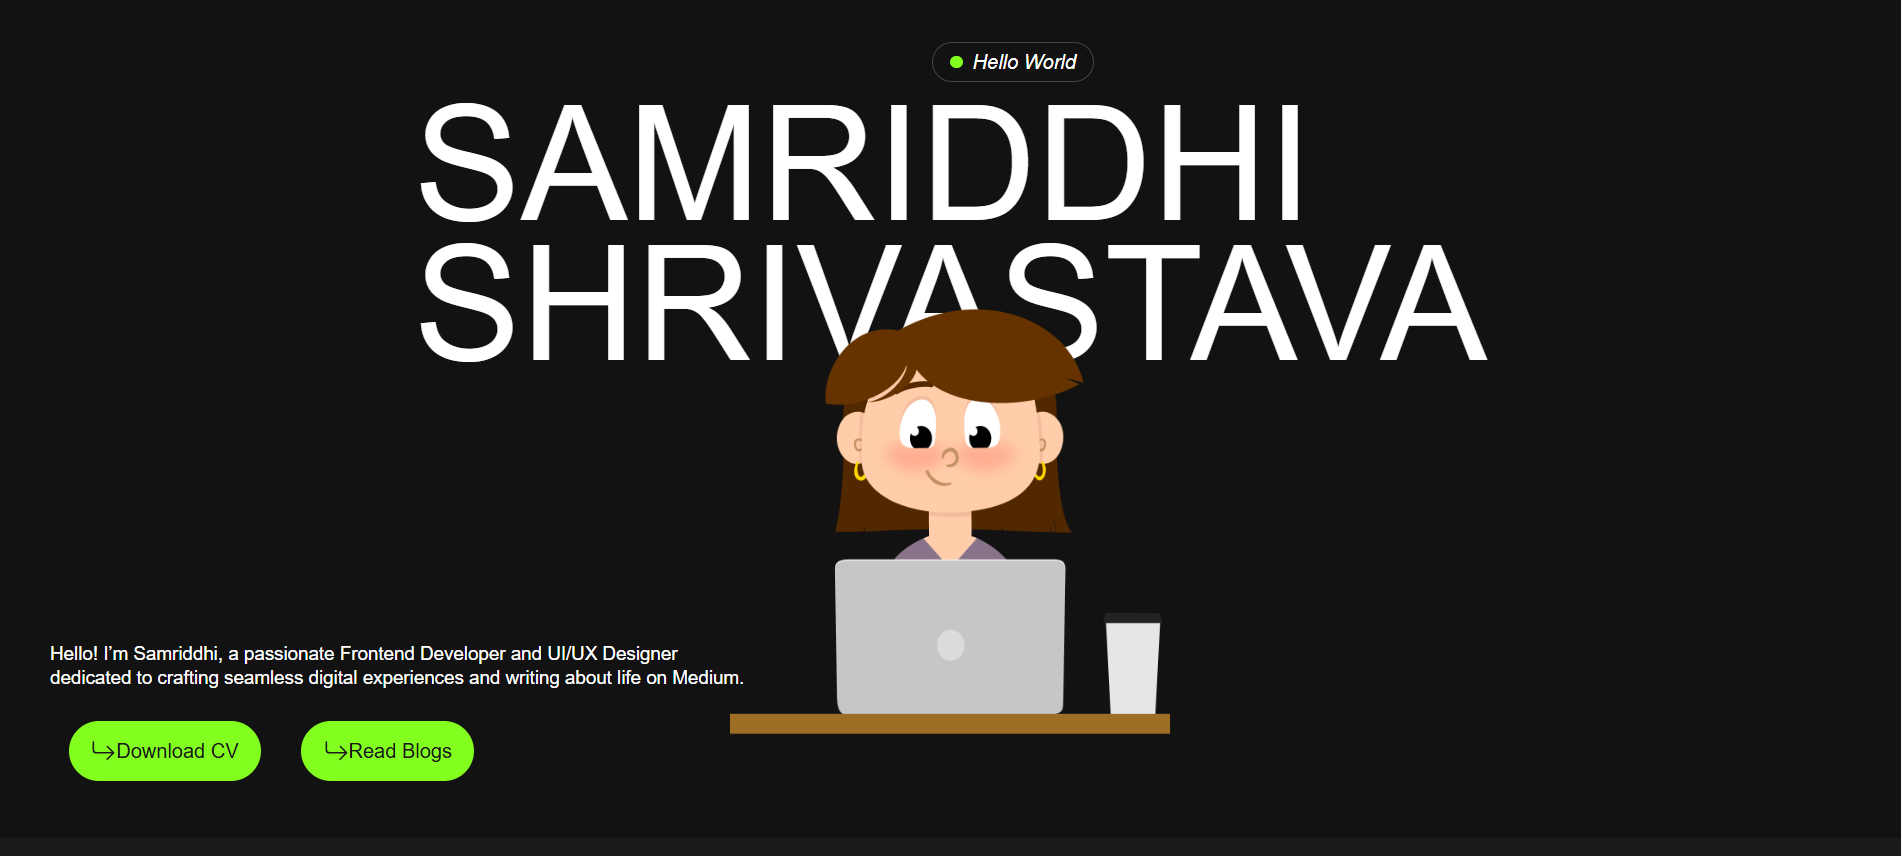 Hello World
SAMRIDDHI
SHRIVASTAVA
Hello! I’m Samriddhi, a passionate Frontend Developer and UI/UX Designer
dedicated to crafting seamless digital experiences and writing about life on Medium.
Download CV
Read Blogs